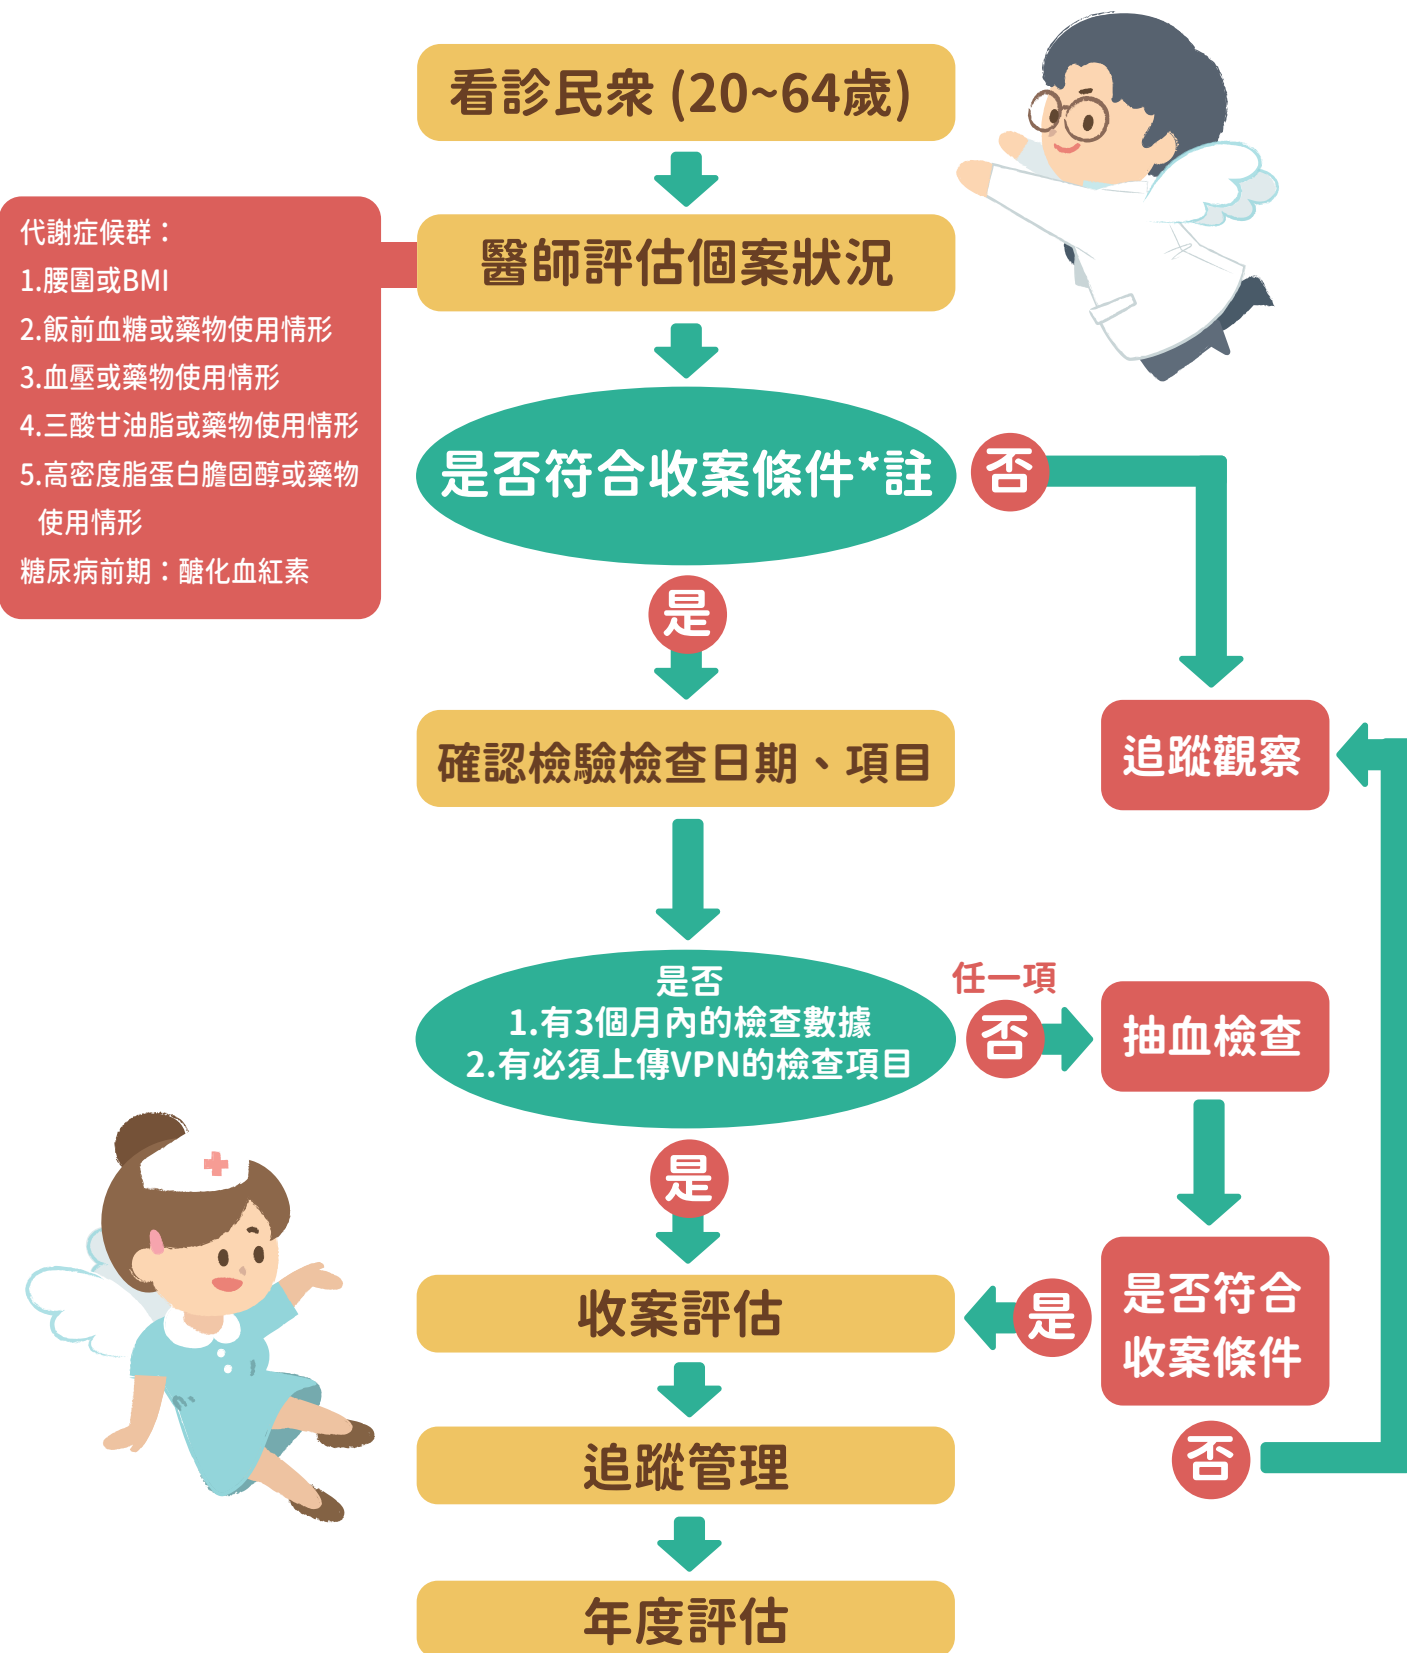 看診民眾 (20~64歲)
代謝症候群：
1.腰圍或BMI
2.飯前血糖或藥物使用情形
3.血壓或藥物使用情形
4.三酸甘油脂或藥物使用情形
5.高密度脂蛋白膽固醇或藥物
使用情形
糖尿病前期：醣化血紅素
醫師評估個案狀況
是否符合收案條件*註
否
是
確認檢驗檢查日期、項目
追蹤觀察
是否
1.有3個月內的檢查數據
2.有必須上傳VPN的檢查項目
任一項
否
抽血檢查
是
是否符合
收案條件
是
否
收案評估
追蹤管理
年度評估